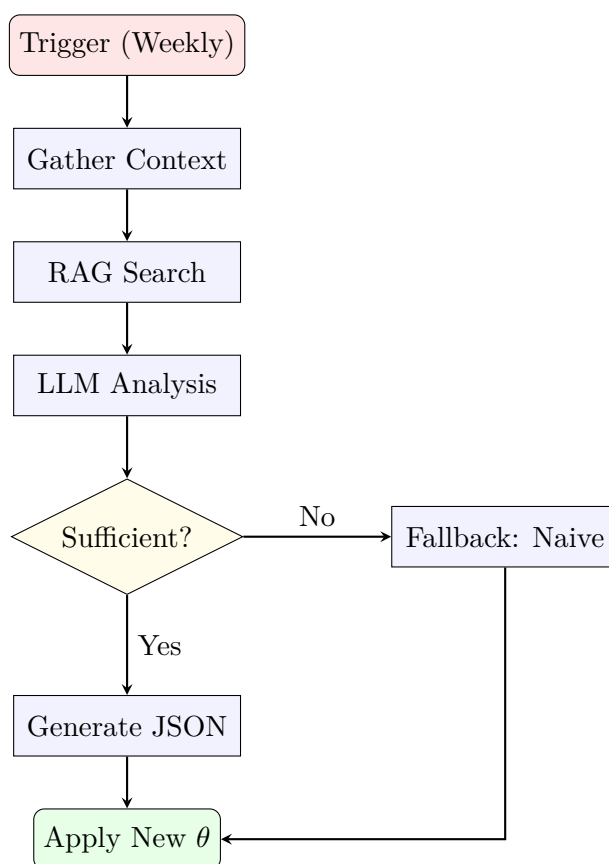 Trigger (Weekly)
Gather Context
RAG Search
LLM Analysis
Sufficient?
No
Fallback: Naive
Yes
Generate JSON
Apply New θ